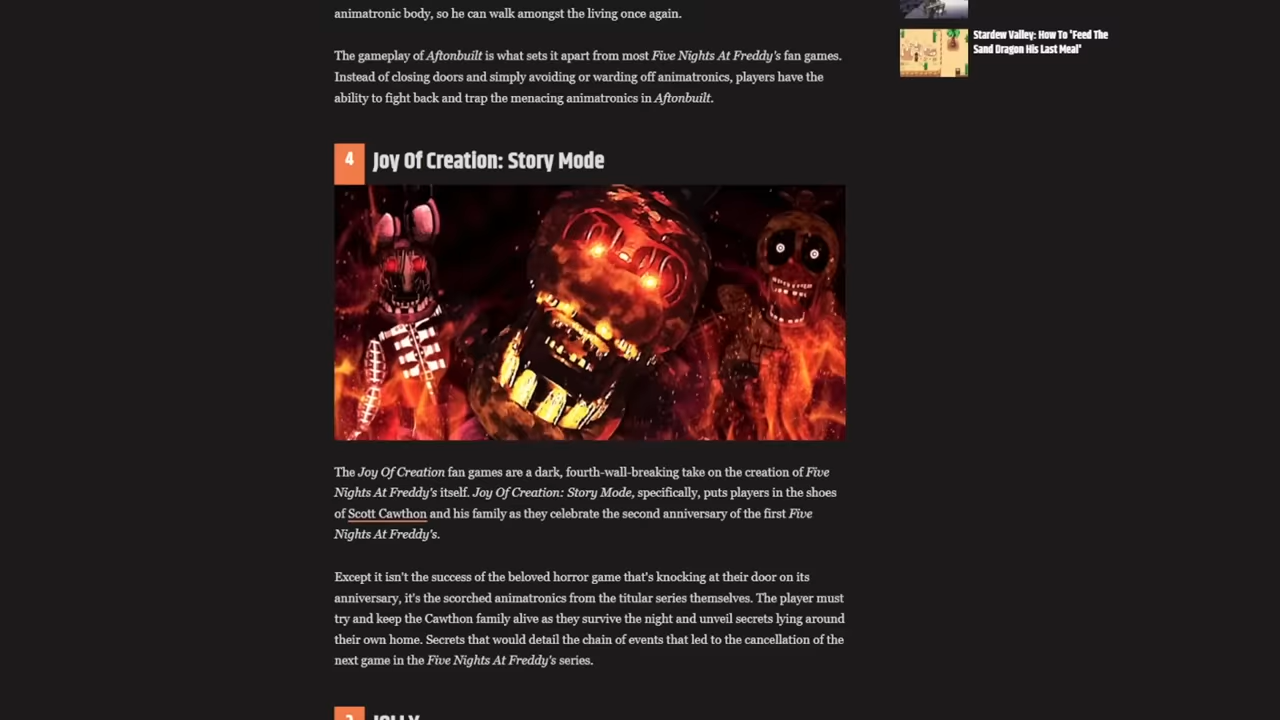 animatronic body, so he can walk amongst the living once again.
The gameplay of Aftonbuilt is what sets it apart from most Five Nights At Freddy's fan games.
Instead of closing doors and simply avoiding or warding off animatronics, players have the
ability to fight back and trap the menacing animatronics in Aftonbuilt.
4 Joy Of Creation: Story Mode
The Joy Of Creation fan games are a dark, fourth-wall-breaking take on the creation of Five
Nights At Freddy's itself. Joy Of Creation: Story Mode, specifically, puts players in the shoes
of Scott Cawthon and his family as they celebrate the second anniversary of the first Five
Nights At Freddy's.
Except it isn't the success of the beloved horror game that's knocking at their door on its
anniversary, it's the scorched animatronics from the titular series themselves. The player must
try and keep the Cawthon family alive as they survive the night and unveil secrets lying around
their own home. Secrets that would detail the chain of events that led to the cancellation of the
next game in the Five Nights At Freddy's series.
3 JOLLY
Stardew Valley: How To 'Feed The
Sand Dragon His Last Meal'